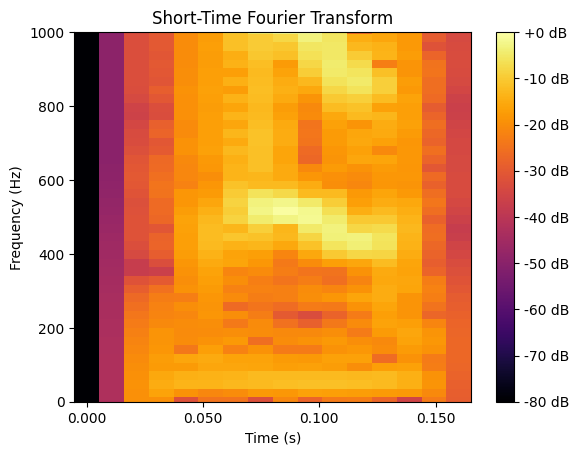 Short-Time Fourier Transform
1000
800
600
400
200
0
Frequency (Hz)
0.000
0.050
0.100
0.150
Time (s)
+0 dB
-10 dB
-20 dB
-30 dB
-40 dB
-50 dB
-60 dB
-70 dB
-80 dB